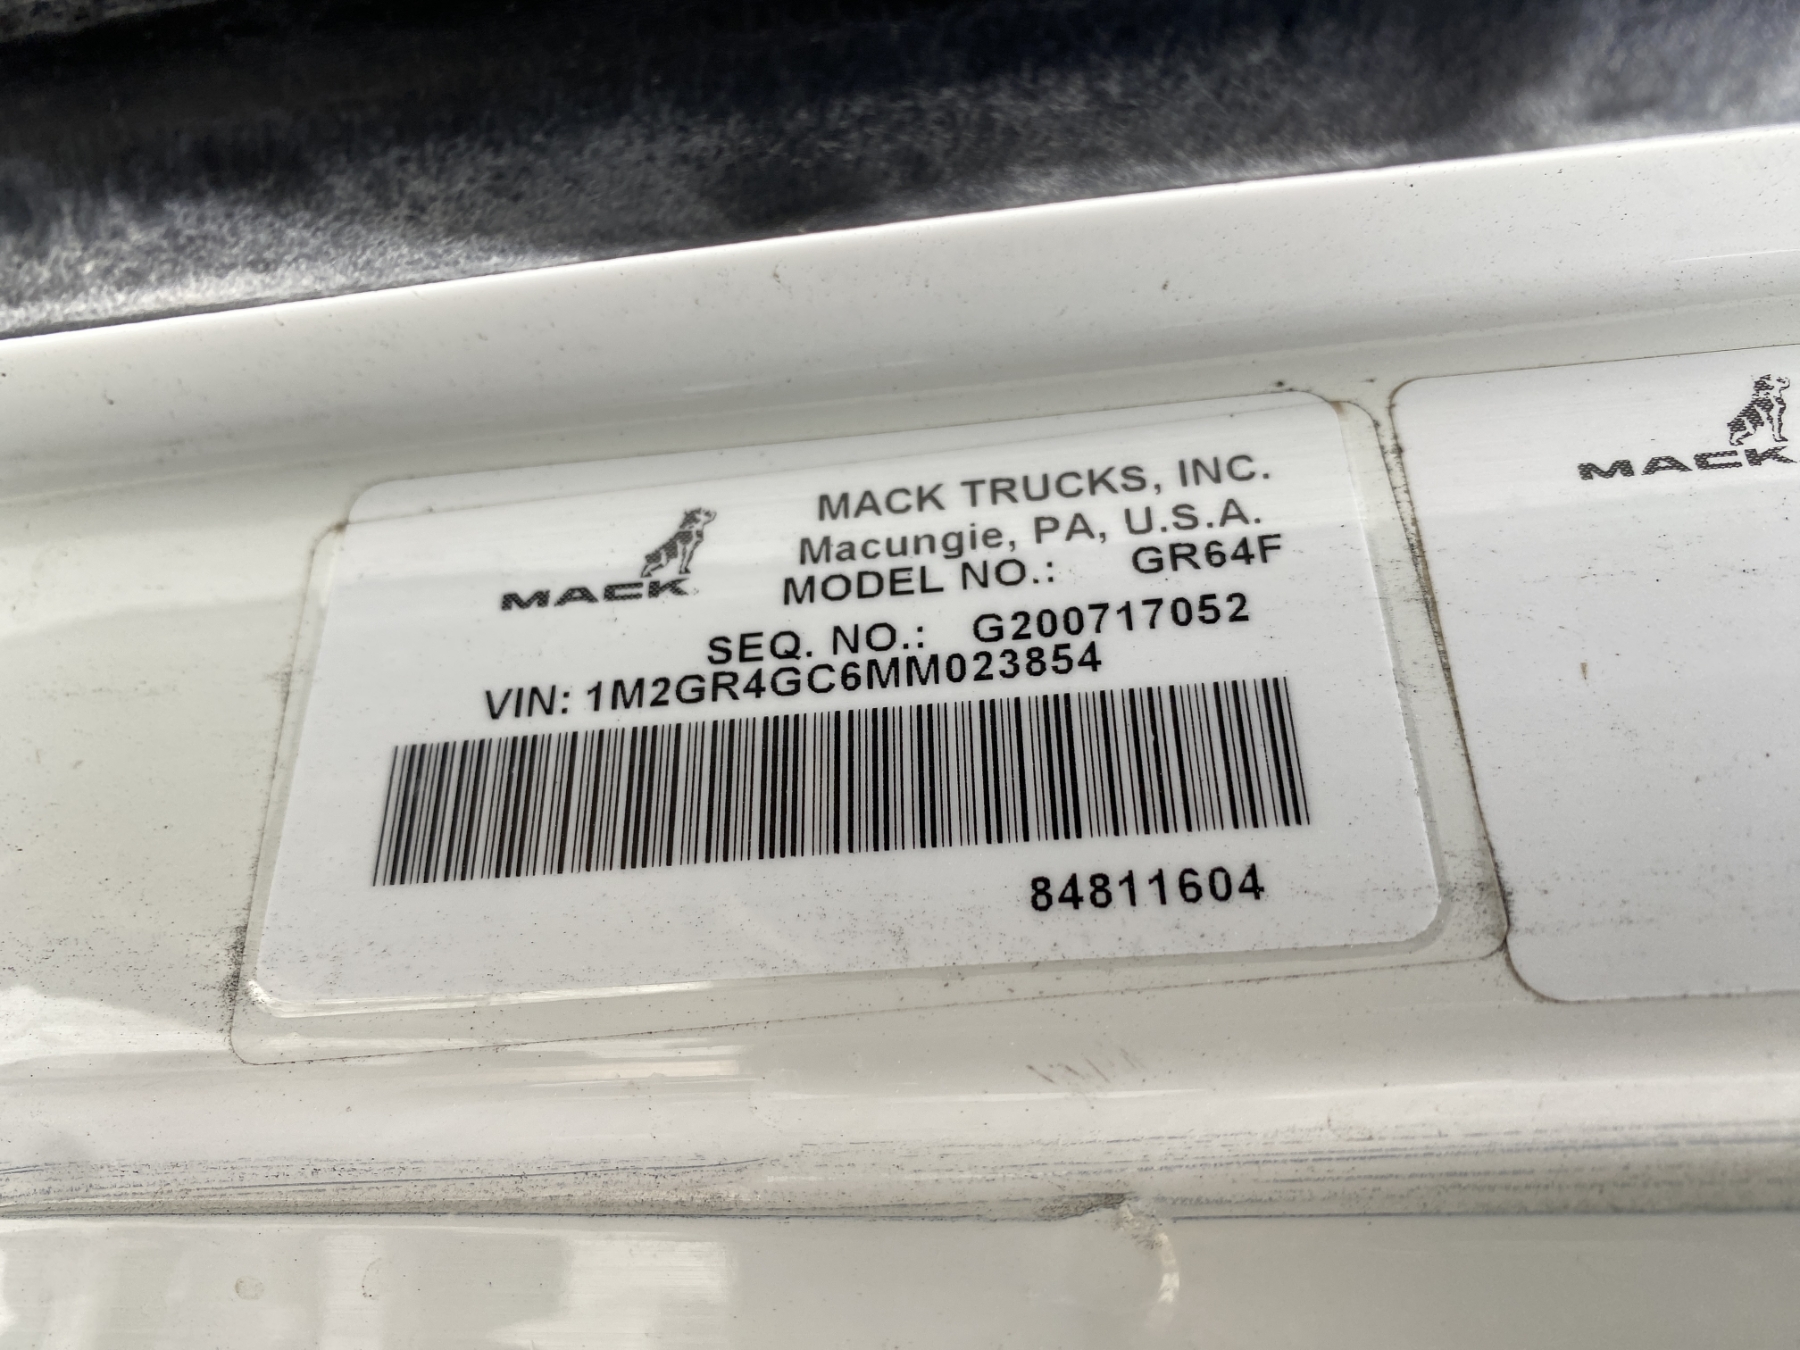 MACK TRUCKS, INC.
Macungie, PA, U.S.A.
MACK
MODEL NO.: GR64F
SEQ. NO.: G200717052
VIN: 1M2GR4GC6MM023854
84811604
MACK